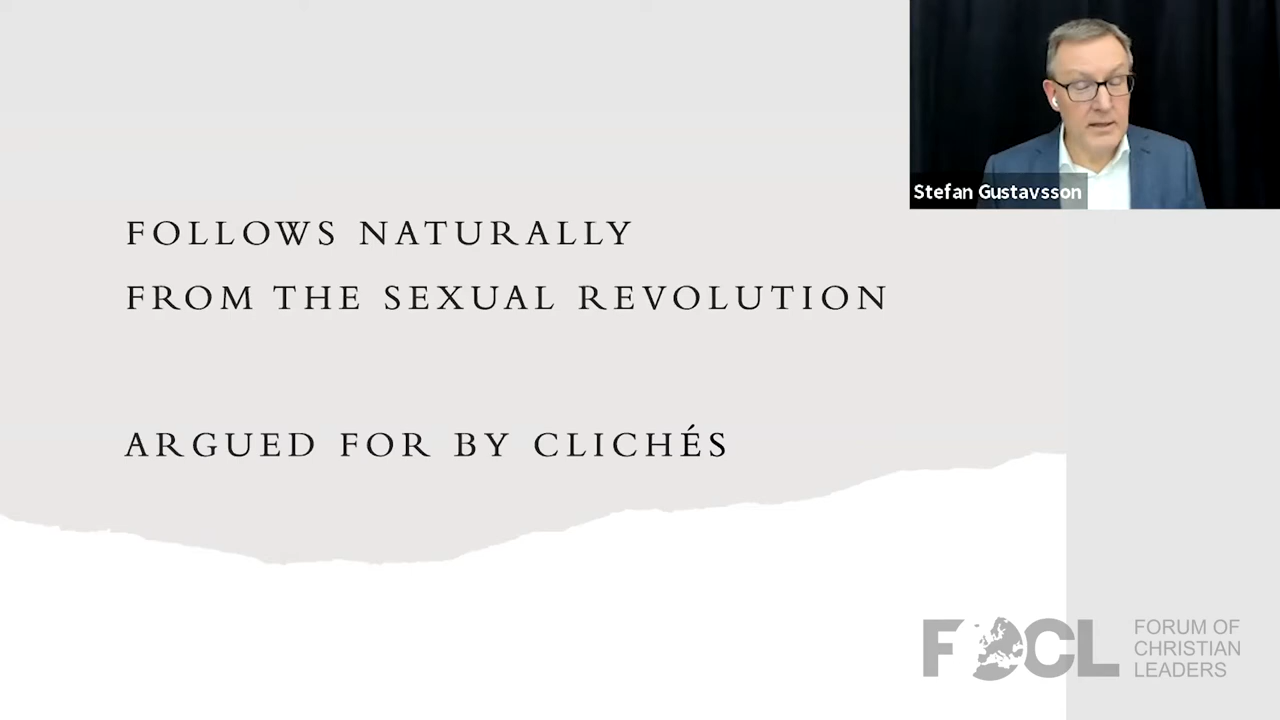 FOLLOWS NATURALLY
FROM THE SEXUAL REVOLUTION
ARGUED FOR BY CLICHÉS
Stefan Gustavsson
FOCL
FORUM OF
CHRISTIAN
LEADERS